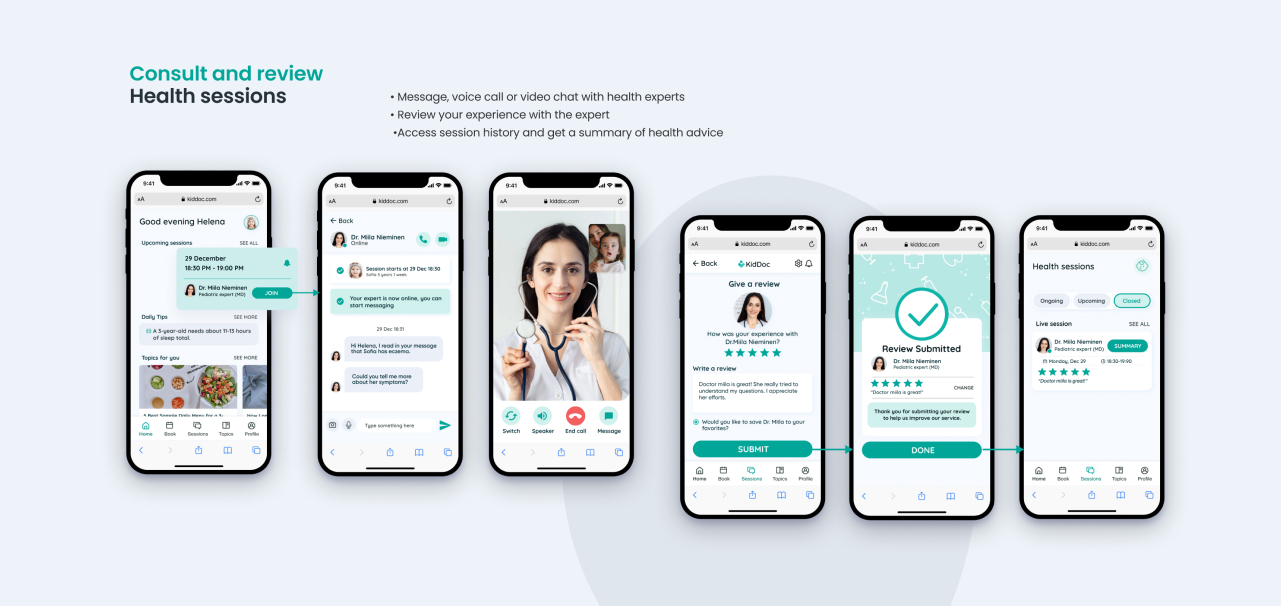 Consult and review
Health sessions
• Message, voice call or video chat with health experts
• Review your experience with the expert
•Access session history and get a summary of health advice
9:41
AA
kiddoc.com
Good evening Helena
Upcoming sessions
SEE ALL
29 December
18:30 PM - 19:00 PM
Dr. Miila Nieminen
Pediatric expert (MD)
JOIN
Daily Tips
SEE MORE
A 3-year-old needs about 11-13 hours
of sleep total.
Topics for you
SEE MORE
Home
Book
Sessions
Topics
Profile
9:41
AA
kiddoc.com
← Back
Dr. Miila Nieminen
Online
Session starts at 29 Dec 18:30
Sofia 3 years 1 week
Your expert is now online, you can
start messaging
29 Dec 18:31
Hi Helena, I read in your message
that Sofia has eczema.
Could you tell me more
about her symptoms?
Type something here
9:41
AA
kiddoc.com
Switch
Speaker
End call
Message
9:41
AA
kiddoc.com
← Back
KidDoc
Give a review
How was your experience with
Dr.Miila Nieminen?
Write a review
Doctor miila is great! She really tried to
understand my questions. I appreciate
her efforts.
Would you like to save Dr. Miila to your
favorites?
SUBMIT
Home
Book
Sessions
Topics
Profile
9:41
AA
kiddoc.com
Review Submitted
Dr. Miila Nieminen
Pediatric expert (MD)
CHANGE
"Doctor miila is great!"
Thank you for submitting your review
to help us improve our service.
DONE
9:41
AA
kiddoc.com
Health sessions
Ongoing
Upcoming
Closed
Live session
SEE ALL
Dr. Miila Nieminen
Pediatric expert (MD)
SUMMARY
Monday, Dec 29
18:30-19:90
"Doctor miila is great!"
Home
Book
Sessions
Topics
Profile